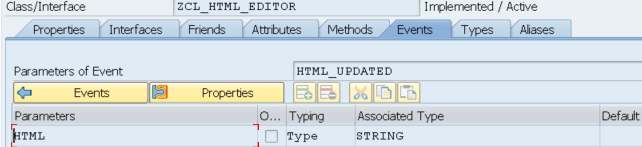 Class/Interface ZCL_HTML_EDITOR Implemented / Active
Properties Interfaces Friends Attributes Methods Events Types Aliases
Parameters of Event HTML_UPDATED
Events Properties
Parameters O... Typing Associated Type Default
HTML Type STRING